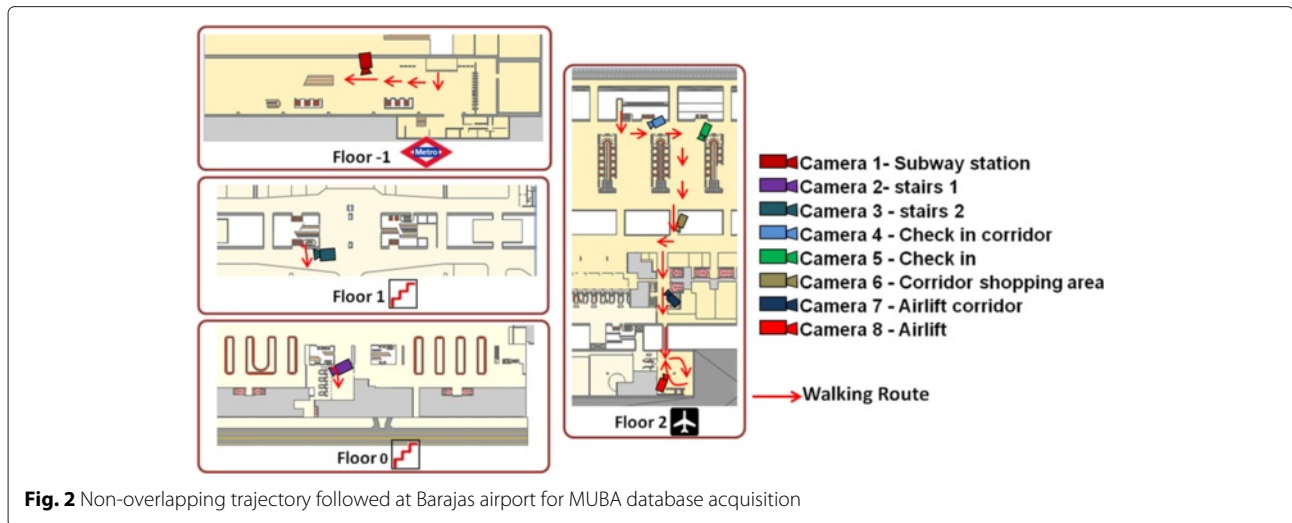 Floor -1
Metro
Floor 1
Floor 0
Floor 2
Camera 1- Subway station
Camera 2- stairs 1
Camera 3 - stairs 2
Camera 4 - Check in corridor
Camera 5 - Check in
Camera 6 - Corridor shopping area
Camera 7 - Airlift corridor
Camera 8 - Airlift
Walking Route
Fig. 2 Non-overlapping trajectory followed at Barajas airport for MUBA database acquisition